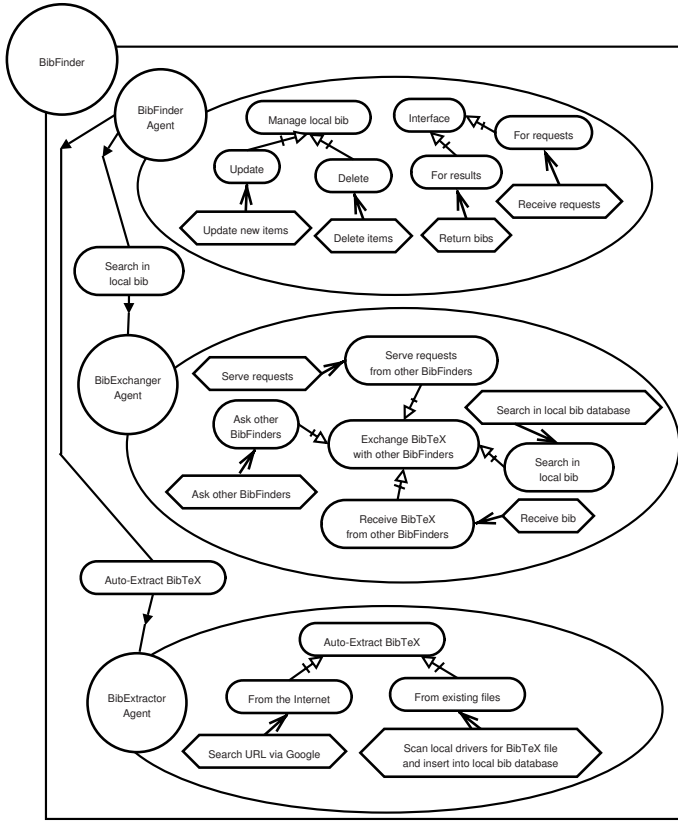 BibFinder
BibFinder
Agent
Manage local bib
Interface
For requests
Update
Delete
For results
Receive requests
Update new items
Delete items
Return bibs
Search in
local bib
BibExchanger
Agent
Serve requests
from other BibFinders
Serve requests
Search in local bib database
Ask other
BibFinders
Exchange BibTeX
with other BibFinders
Search in
local bib
Ask other BibFinders
Receive BibTeX
from other BibFinders
Receive bib
Auto-Extract BibTeX
Auto-Extract BibTeX
BibExtractor
Agent
From the Internet
From existing files
Search URL via Google
Scan local drivers for BibTeX file
and insert into local bib database